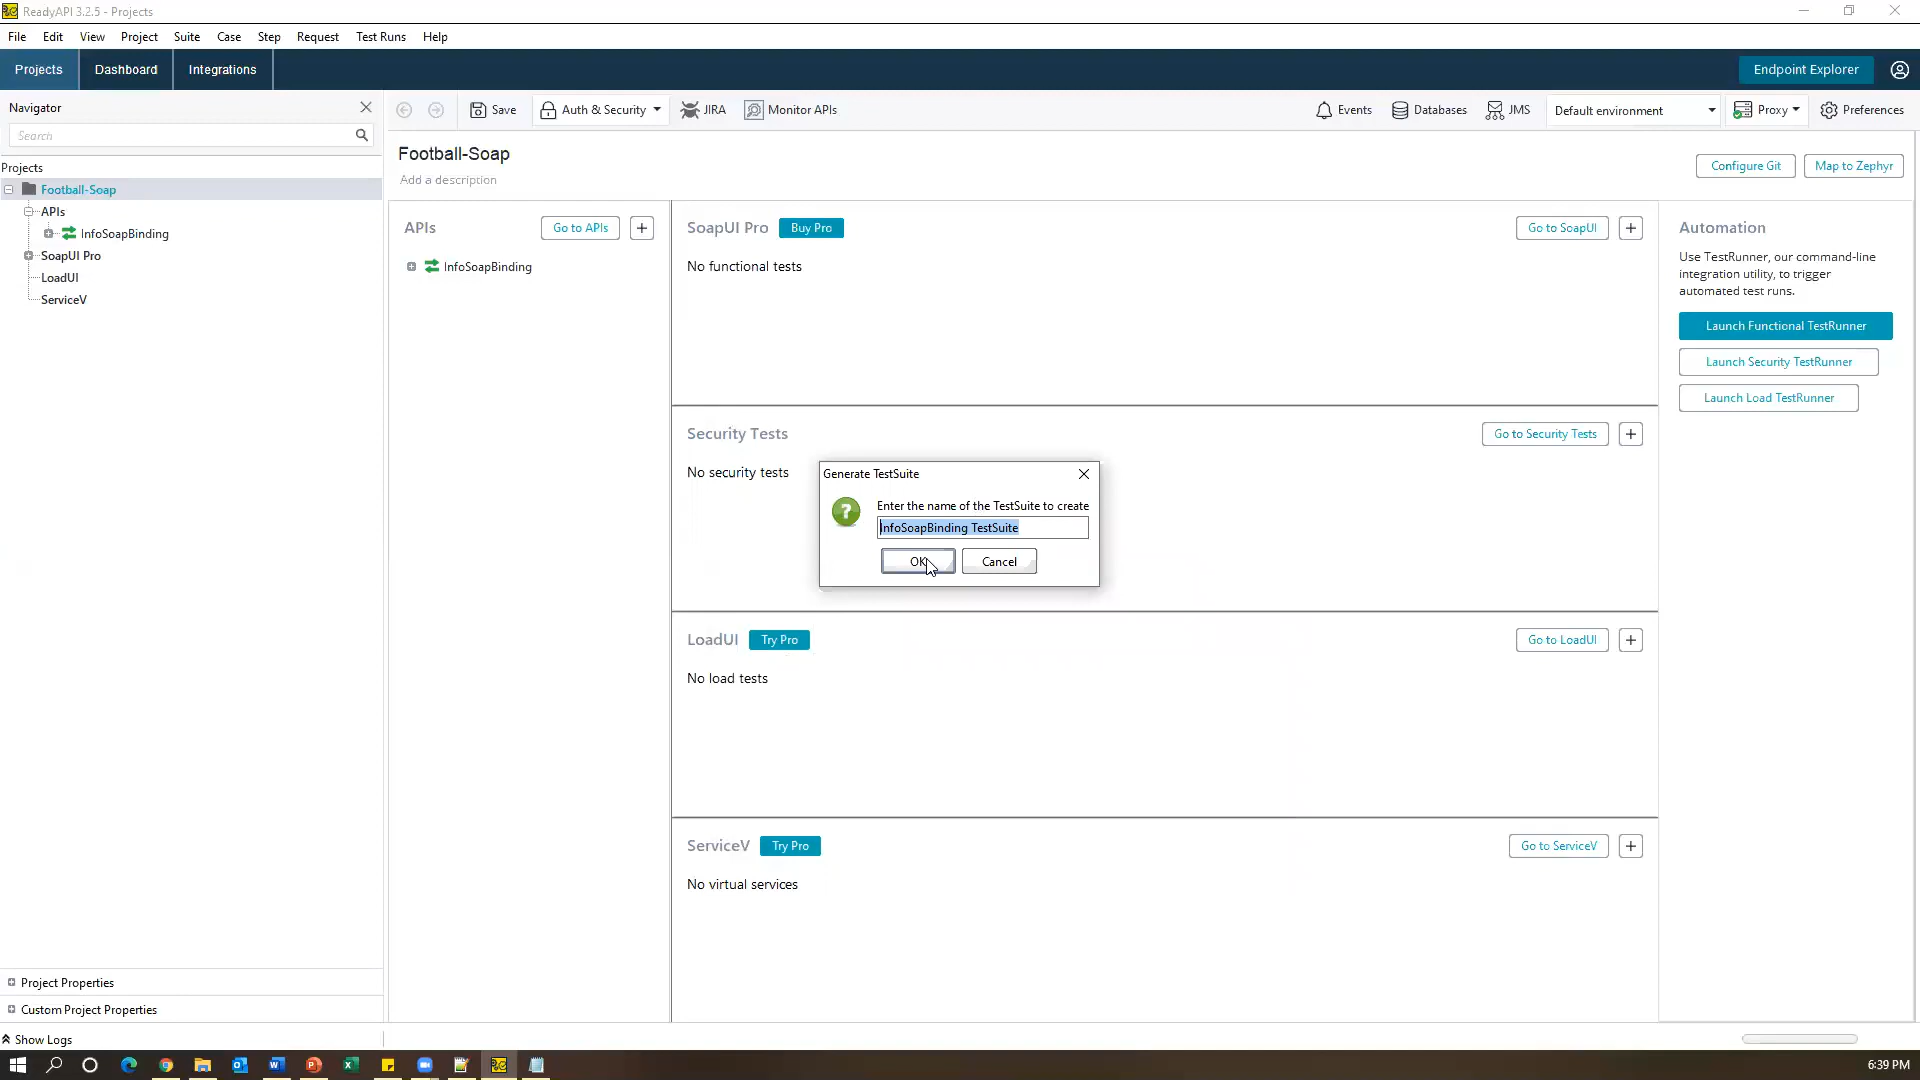 ReadyAPI 3.2.5 - Projects
File Edit View Project Suite Case Step Request Test Runs Help
Projects Dashboard Integrations Endpoint Explorer
Navigator
Save Auth & Security JIRA Monitor APIs Events Databases JMS Default environment Proxy Preferences
Search
Football-Soap
Add a description
Configure Git Map to Zephyr
Projects
Football-Soap
APIs
InfoSoapBinding
SoapUI Pro
LoadUI
ServiceV
APIs Go to APIs +
InfoSoapBinding
SoapUI Pro Buy Pro Go to SoapUI +
No functional tests
Security Tests Go to Security Tests +
No security tests
Generate TestSuite
Enter the name of the TestSuite to create
InfoSoapBinding TestSuite
OK Cancel
LoadUI Try Pro Go to LoadUI +
No load tests
ServiceV Try Pro Go to ServiceV +
No virtual services
Automation
Use TestRunner, our command-line
integration utility, to trigger
automated test runs.
Launch Functional TestRunner
Launch Security TestRunner
Launch Load TestRunner
Project Properties
Custom Project Properties
Show Logs
6:39 PM